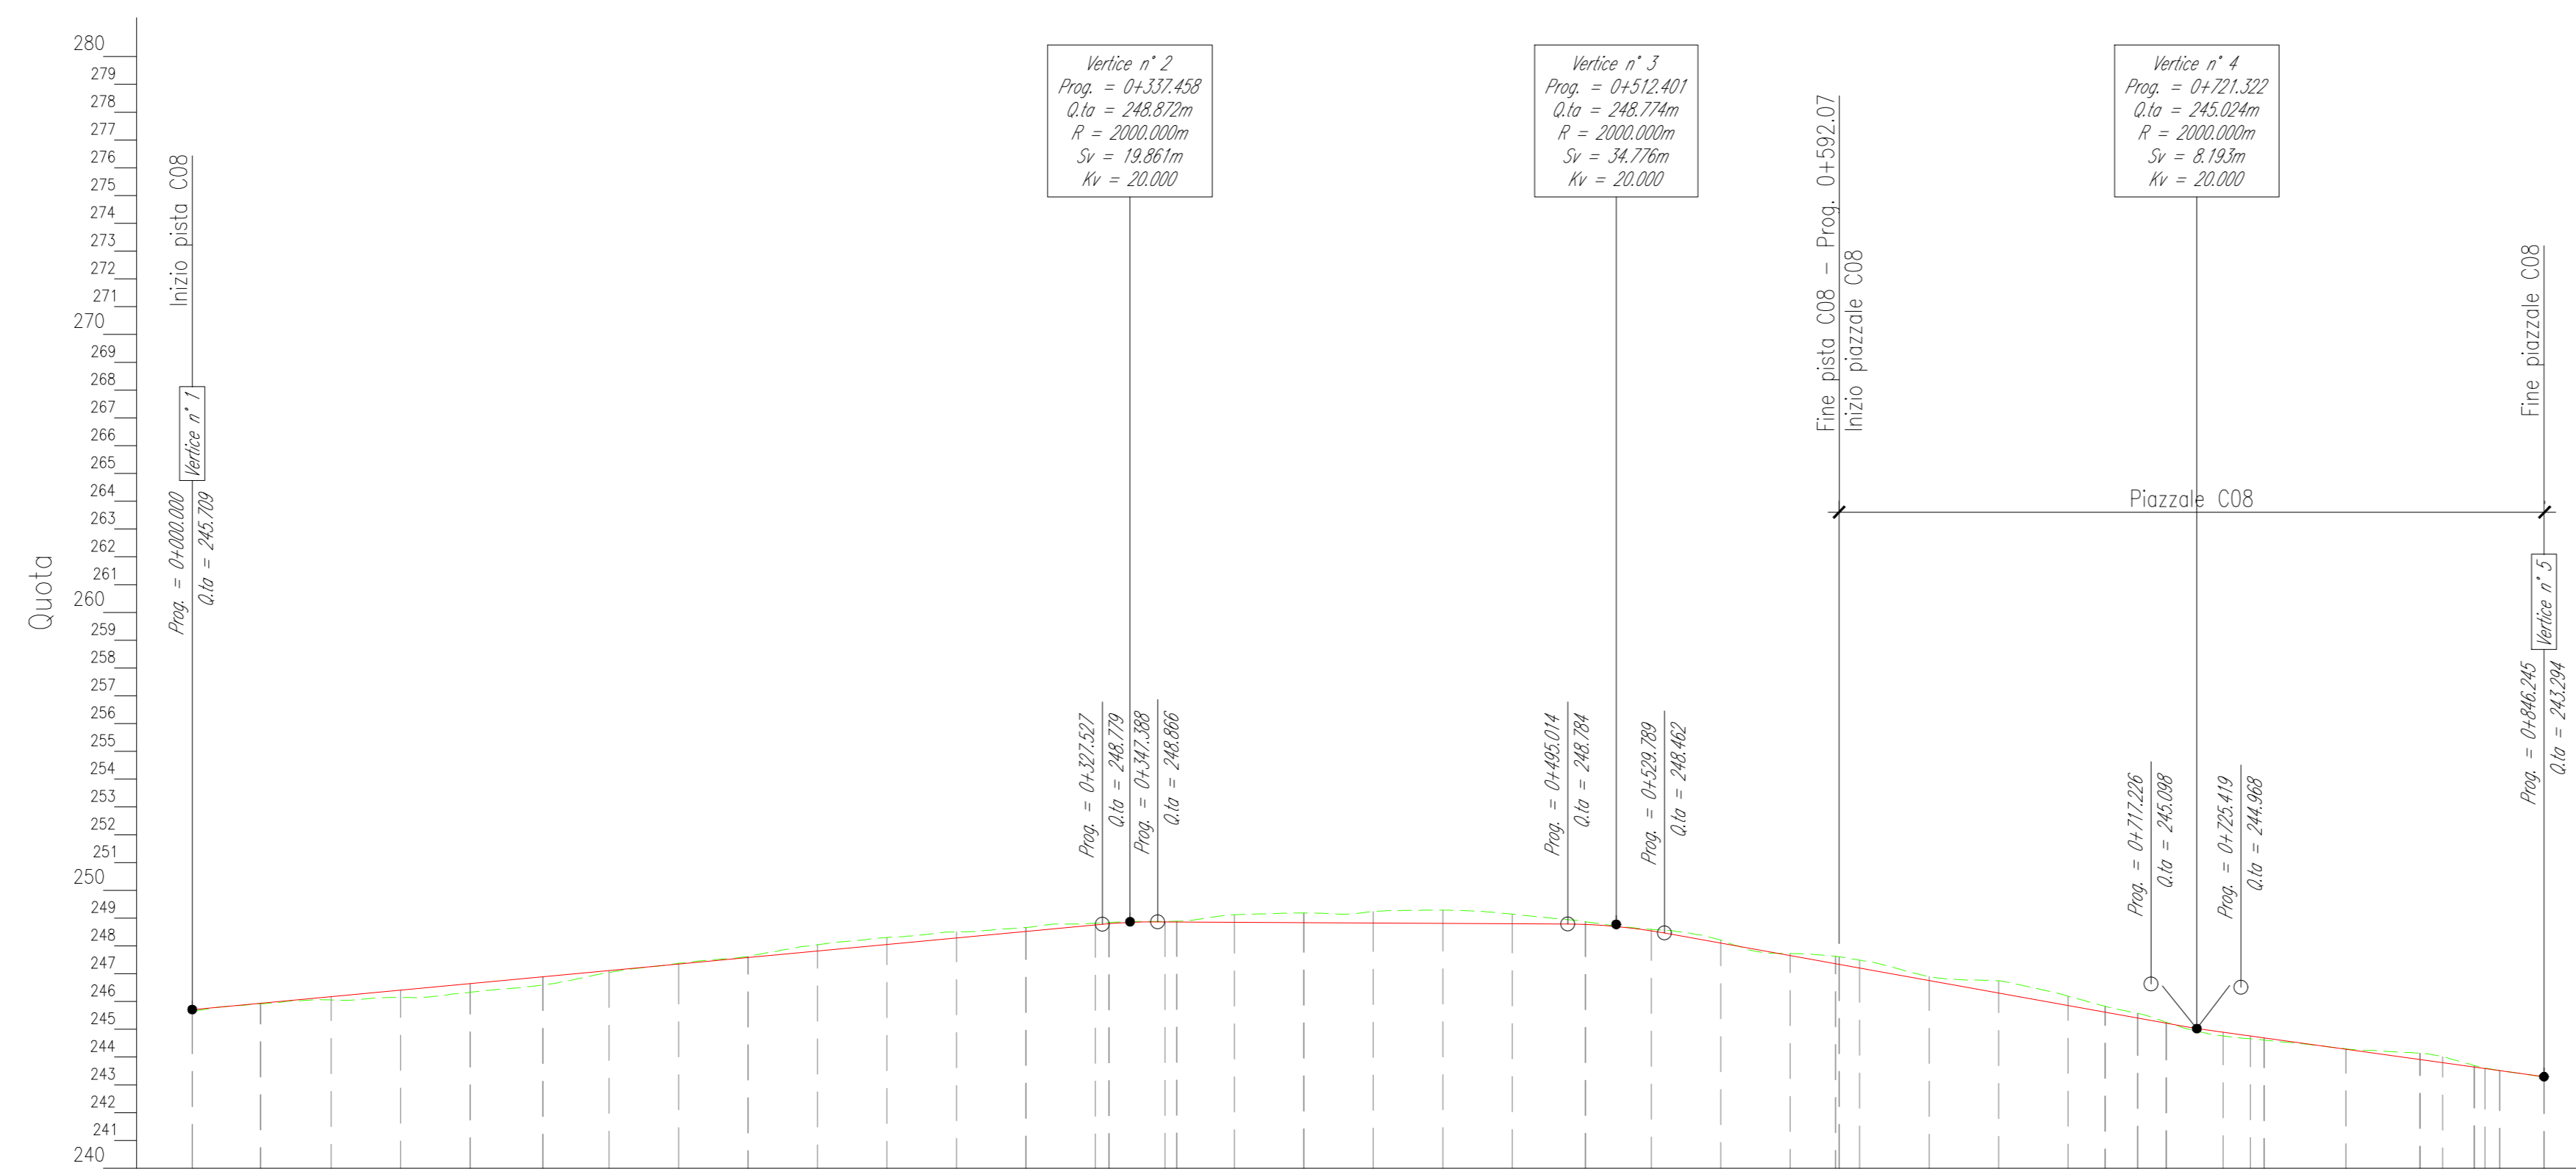 Quota
280
279
278
277
276
275
274
273
272
271
270
269
268
267
266
265
264
263
262
261
260
259
258
257
256
255
254
253
252
251
250
249
248
247
246
245
244
243
242
241
240
Inizio pista C08
Vertice n° 1
Prog. = 0+000.000
Q.ta = 245.709
Prog. = 0+327.527
Q.ta = 248.779
Vertice n° 2
Prog. = 0+337.458
Q.ta = 248.872m
R = 2000.000m
Sv = 19.861m
Kv = 20.000
Prog. = 0+347.388
Q.ta = 248.866
Prog. = 0+495.014
Q.ta = 248.784
Vertice n° 3
Prog. = 0+512.401
Q.ta = 248.774m
R = 2000.000m
Sv = 34.776m
Kv = 20.000
Prog. = 0+529.789
Q.ta = 248.462
Fine pista C08 - Prog. 0+592.07
Inizio piazzale C08
Piazzale C08
Prog. = 0+717.226
Q.ta = 245.098
Vertice n° 4
Prog. = 0+721.322
Q.ta = 245.024m
R = 2000.000m
Sv = 8.193m
Kv = 20.000
Prog. = 0+725.419
Q.ta = 244.968
Fine piazzale C08
Vertice n° 5
Prog. = 0+846.245
Q.ta = 243.294